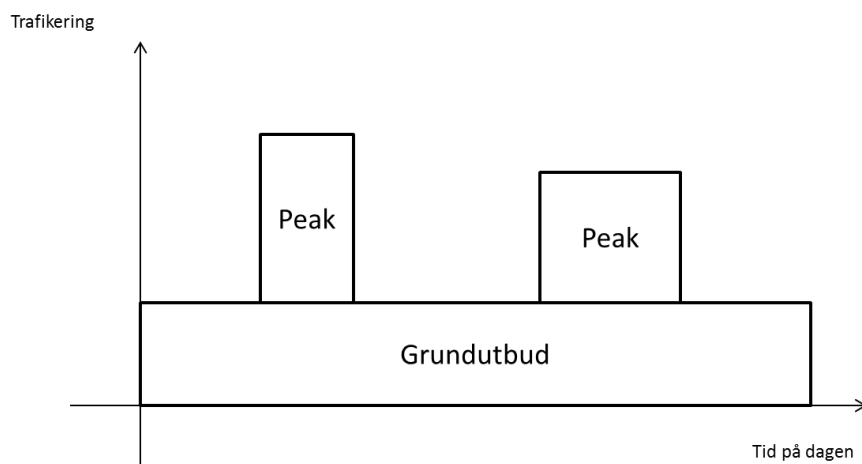 Trafikering
Peak
Peak
Grundutbud
Tid på dagen